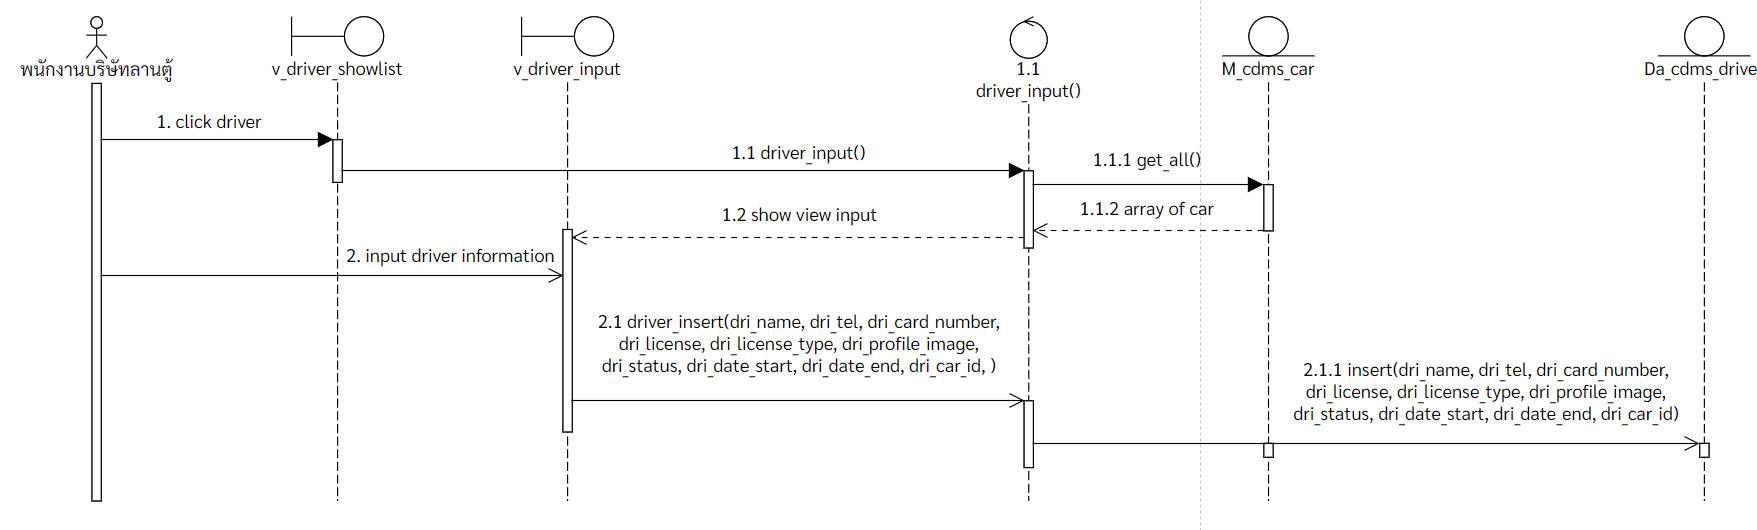 พนักงานบริษัทลานตู้
v_driver_showlist
v_driver_input
1.1
driver_input()
M_cdms_car
Da_cdms_drive
1. click driver
1.1 driver_input()
1.1.1 get_all()
1.1.2 array of car
1.2 show view input
2. input driver information
2.1 driver_insert(dri_name, dri_tel, dri_card_number,
dri_license, dri_license_type, dri_profile_image,
dri_status, dri_date_start, dri_date_end, dri_car_id, )
2.1.1 insert(dri_name, dri_tel, dri_card_number,
dri_license, dri_license_type, dri_profile_image,
dri_status, dri_date_start, dri_date_end, dri_car_id)